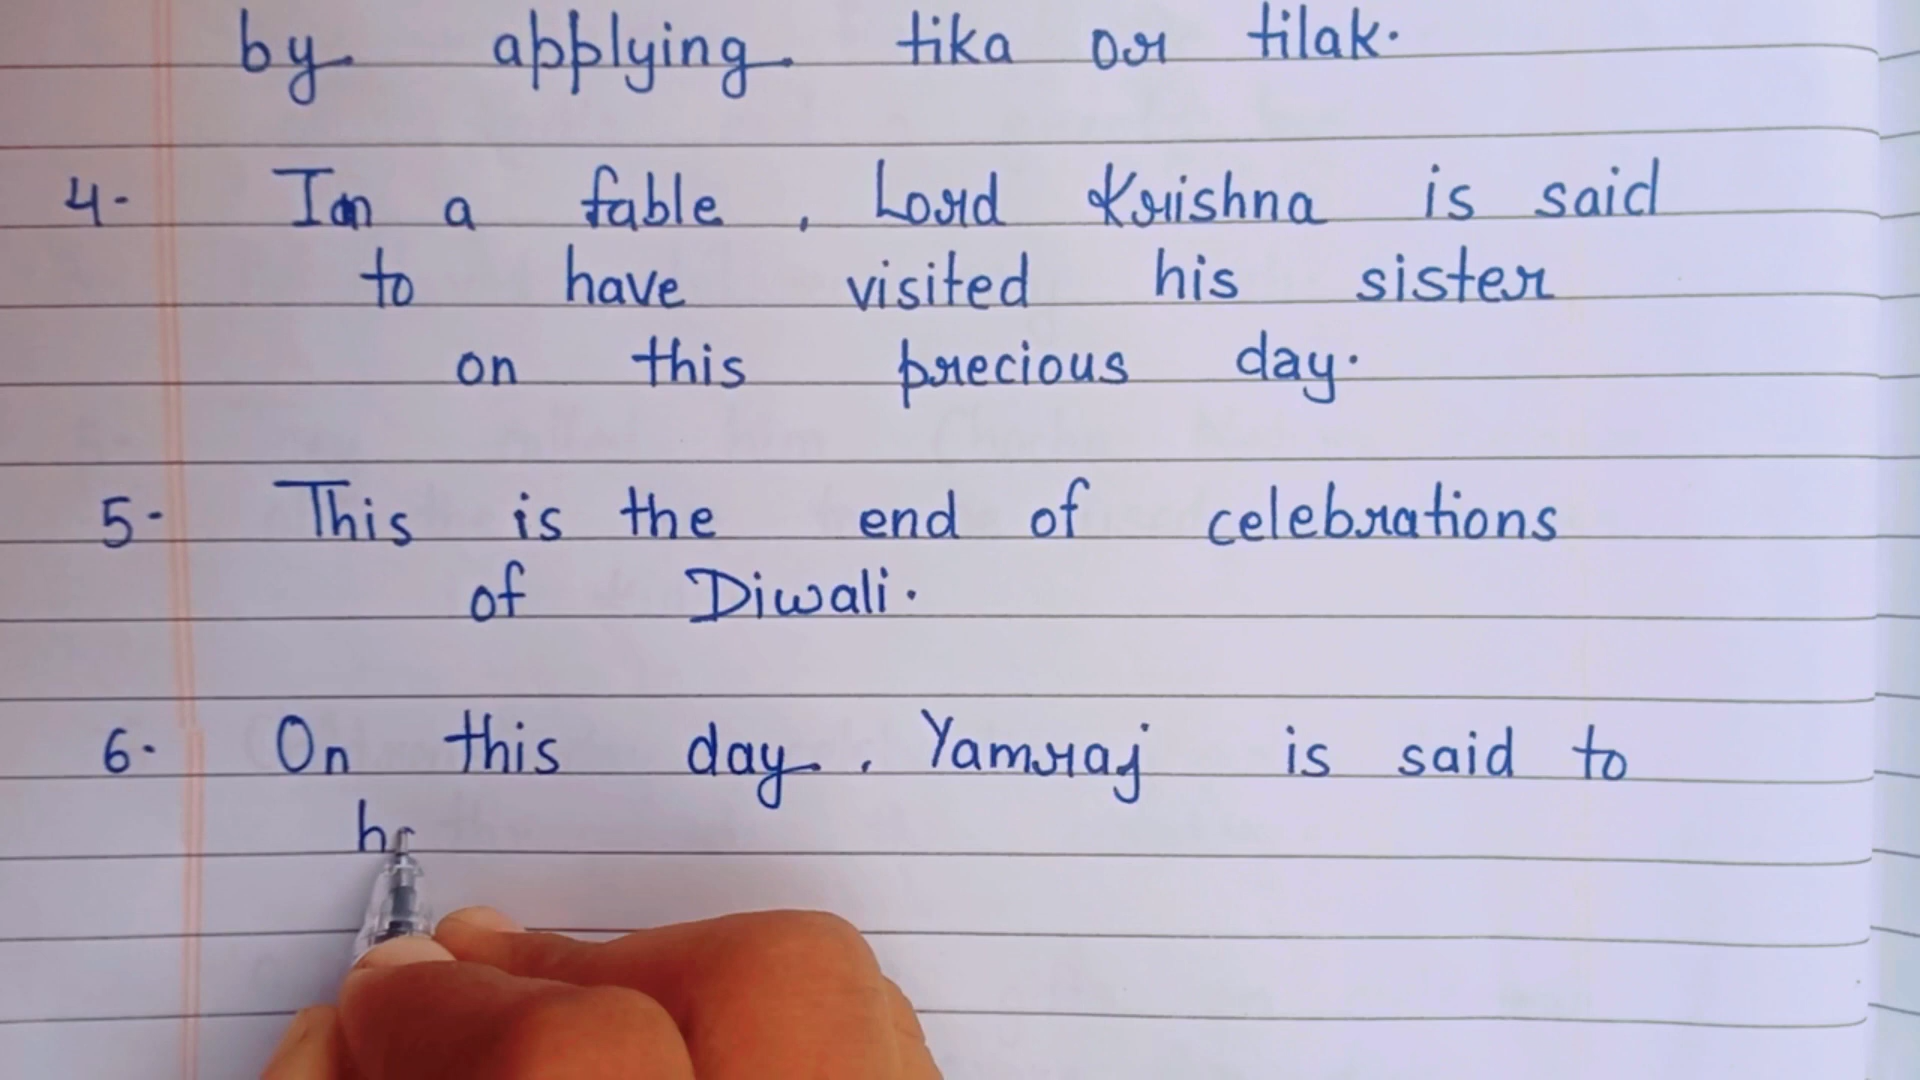 by applying tika or tilak.
4- In a fable, Lord Krishna is said
to have visited his sister
on this precious day.
5- This is the end of celebrations
of Diwali.
6- On this day, Yamraj is said to